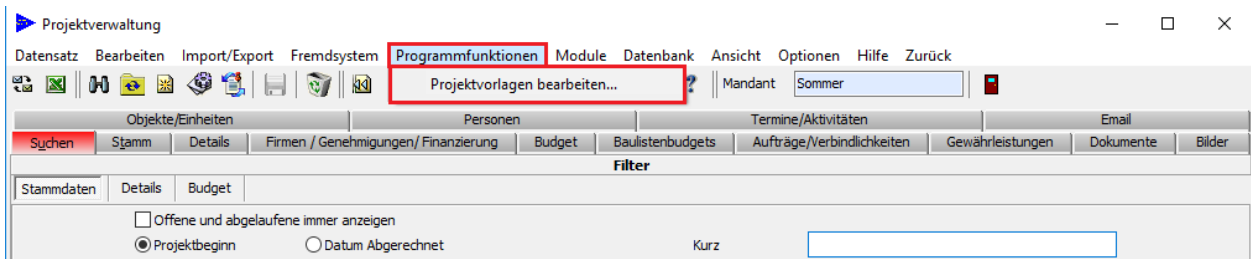 Projektverwaltung
Datensatz Bearbeiten Import/Export Fremdsystem Programmfunktionen Module Datenbank Ansicht Optionen Hilfe Zurück
Projektvorlagen bearbeiten... ? Mandant Sommer
Objekte/Einheiten Personen Termine/Aktivitäten Email
Suchen Stamm Details Firmen / Genehmigungen/ Finanzierung Budget Baulistenbudgets Aufträge/Verbindlichkeiten Gewährleistungen Dokumente Bilder
Filter
Stammdaten Details Budget
Offene und abgelaufene immer anzeigen
Projektbeginn Datum Abgerechnet Kurz